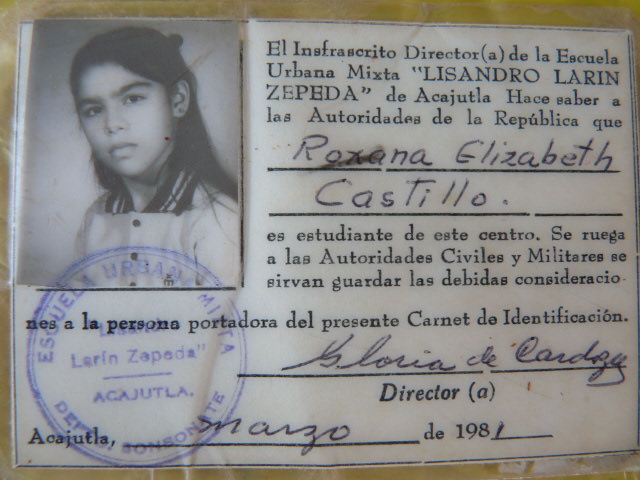 El Insfrascrito Director(a) de la Escuela
Urbana Mixta "LISANDRO LARIN
ZEPEDA" de Acajutla Hace saber a
las Autoridades de la República que
Roxana Elizabeth
Castillo.
es estudiante de este centro. Se ruega
a las Autoridades Civiles y Militares se
sirvan guardar las debidas consideracio-
nes a la persona portadora del presente Carnet de Identificación.
Gloria de Cardoza
Director (a)
Acajutla, marzo de 1981
ESCUELA URBANA MIXTA
Larín Zepeda"
ACAJUTLA.
SONSONATE